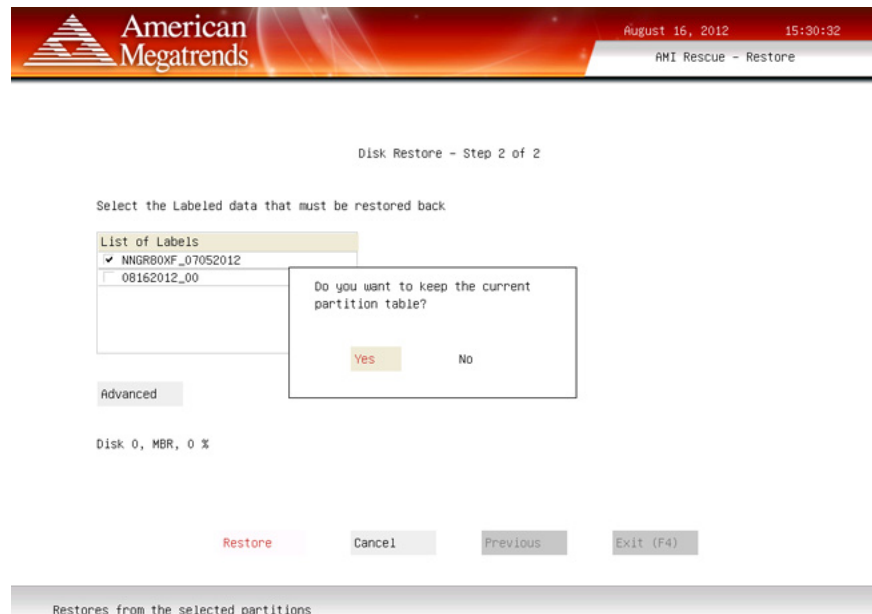 American
Megatrends
August 16, 2012 15:30:32
AMI Rescue - Restore
Disk Restore - Step 2 of 2
Select the Labeled data that must be restored back
List of Labels
NNGR80XF_07052012
08162012_00
Do you want to keep the current
partition table?
Yes No
Advanced
Disk 0, MBR, 0 %
Restore Cancel Previous Exit (F4)
Restores from the selected partitions